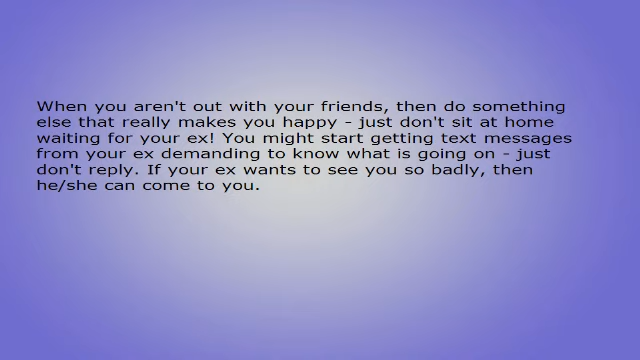 When you aren't out with your friends, then do something
else that really makes you happy - just don't sit at home
waiting for your ex! You might start getting text messages
from your ex demanding to know what is going on - just
don't reply. If your ex wants to see you so badly, then
he/she can come to you.